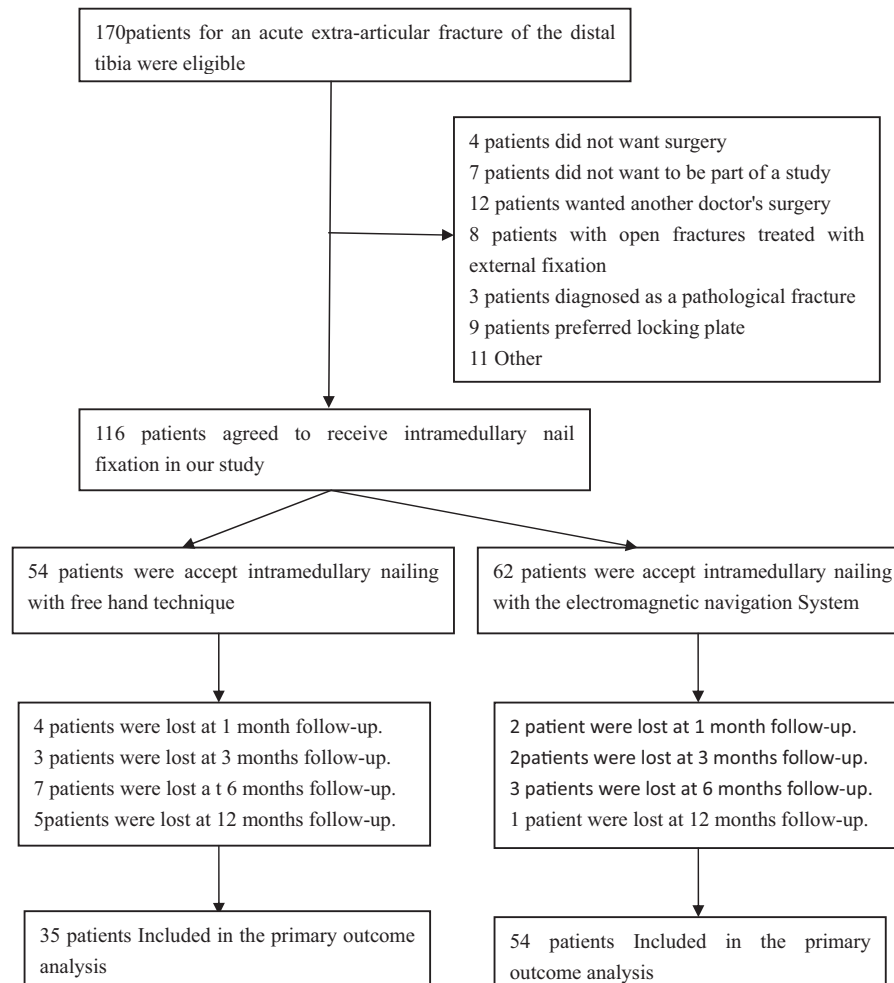 170patients for an acute extra-articular fracture of the distal
tibia were eligible
4 patients did not want surgery
7 patients did not want to be part of a study
12 patients wanted another doctor's surgery
8 patients with open fractures treated with
external fixation
3 patients diagnosed as a pathological fracture
9 patients preferred locking plate
11 Other
116 patients agreed to receive intramedullary nail
fixation in our study
54 patients were accept intramedullary nailing
with free hand technique
62 patients were accept intramedullary nailing
with the electromagnetic navigation System
4 patients were lost at 1 month follow-up.
3 patients were lost at 3 months follow-up.
7 patients were lost a t 6 months follow-up.
5patients were lost at 12 months follow-up.
2 patient were lost at 1 month follow-up.
2patients were lost at 3 months follow-up.
3 patients were lost at 6 months follow-up.
1 patient were lost at 12 months follow-up.
35 patients Included in the primary outcome
analysis
54 patients Included in the primary
outcome analysis